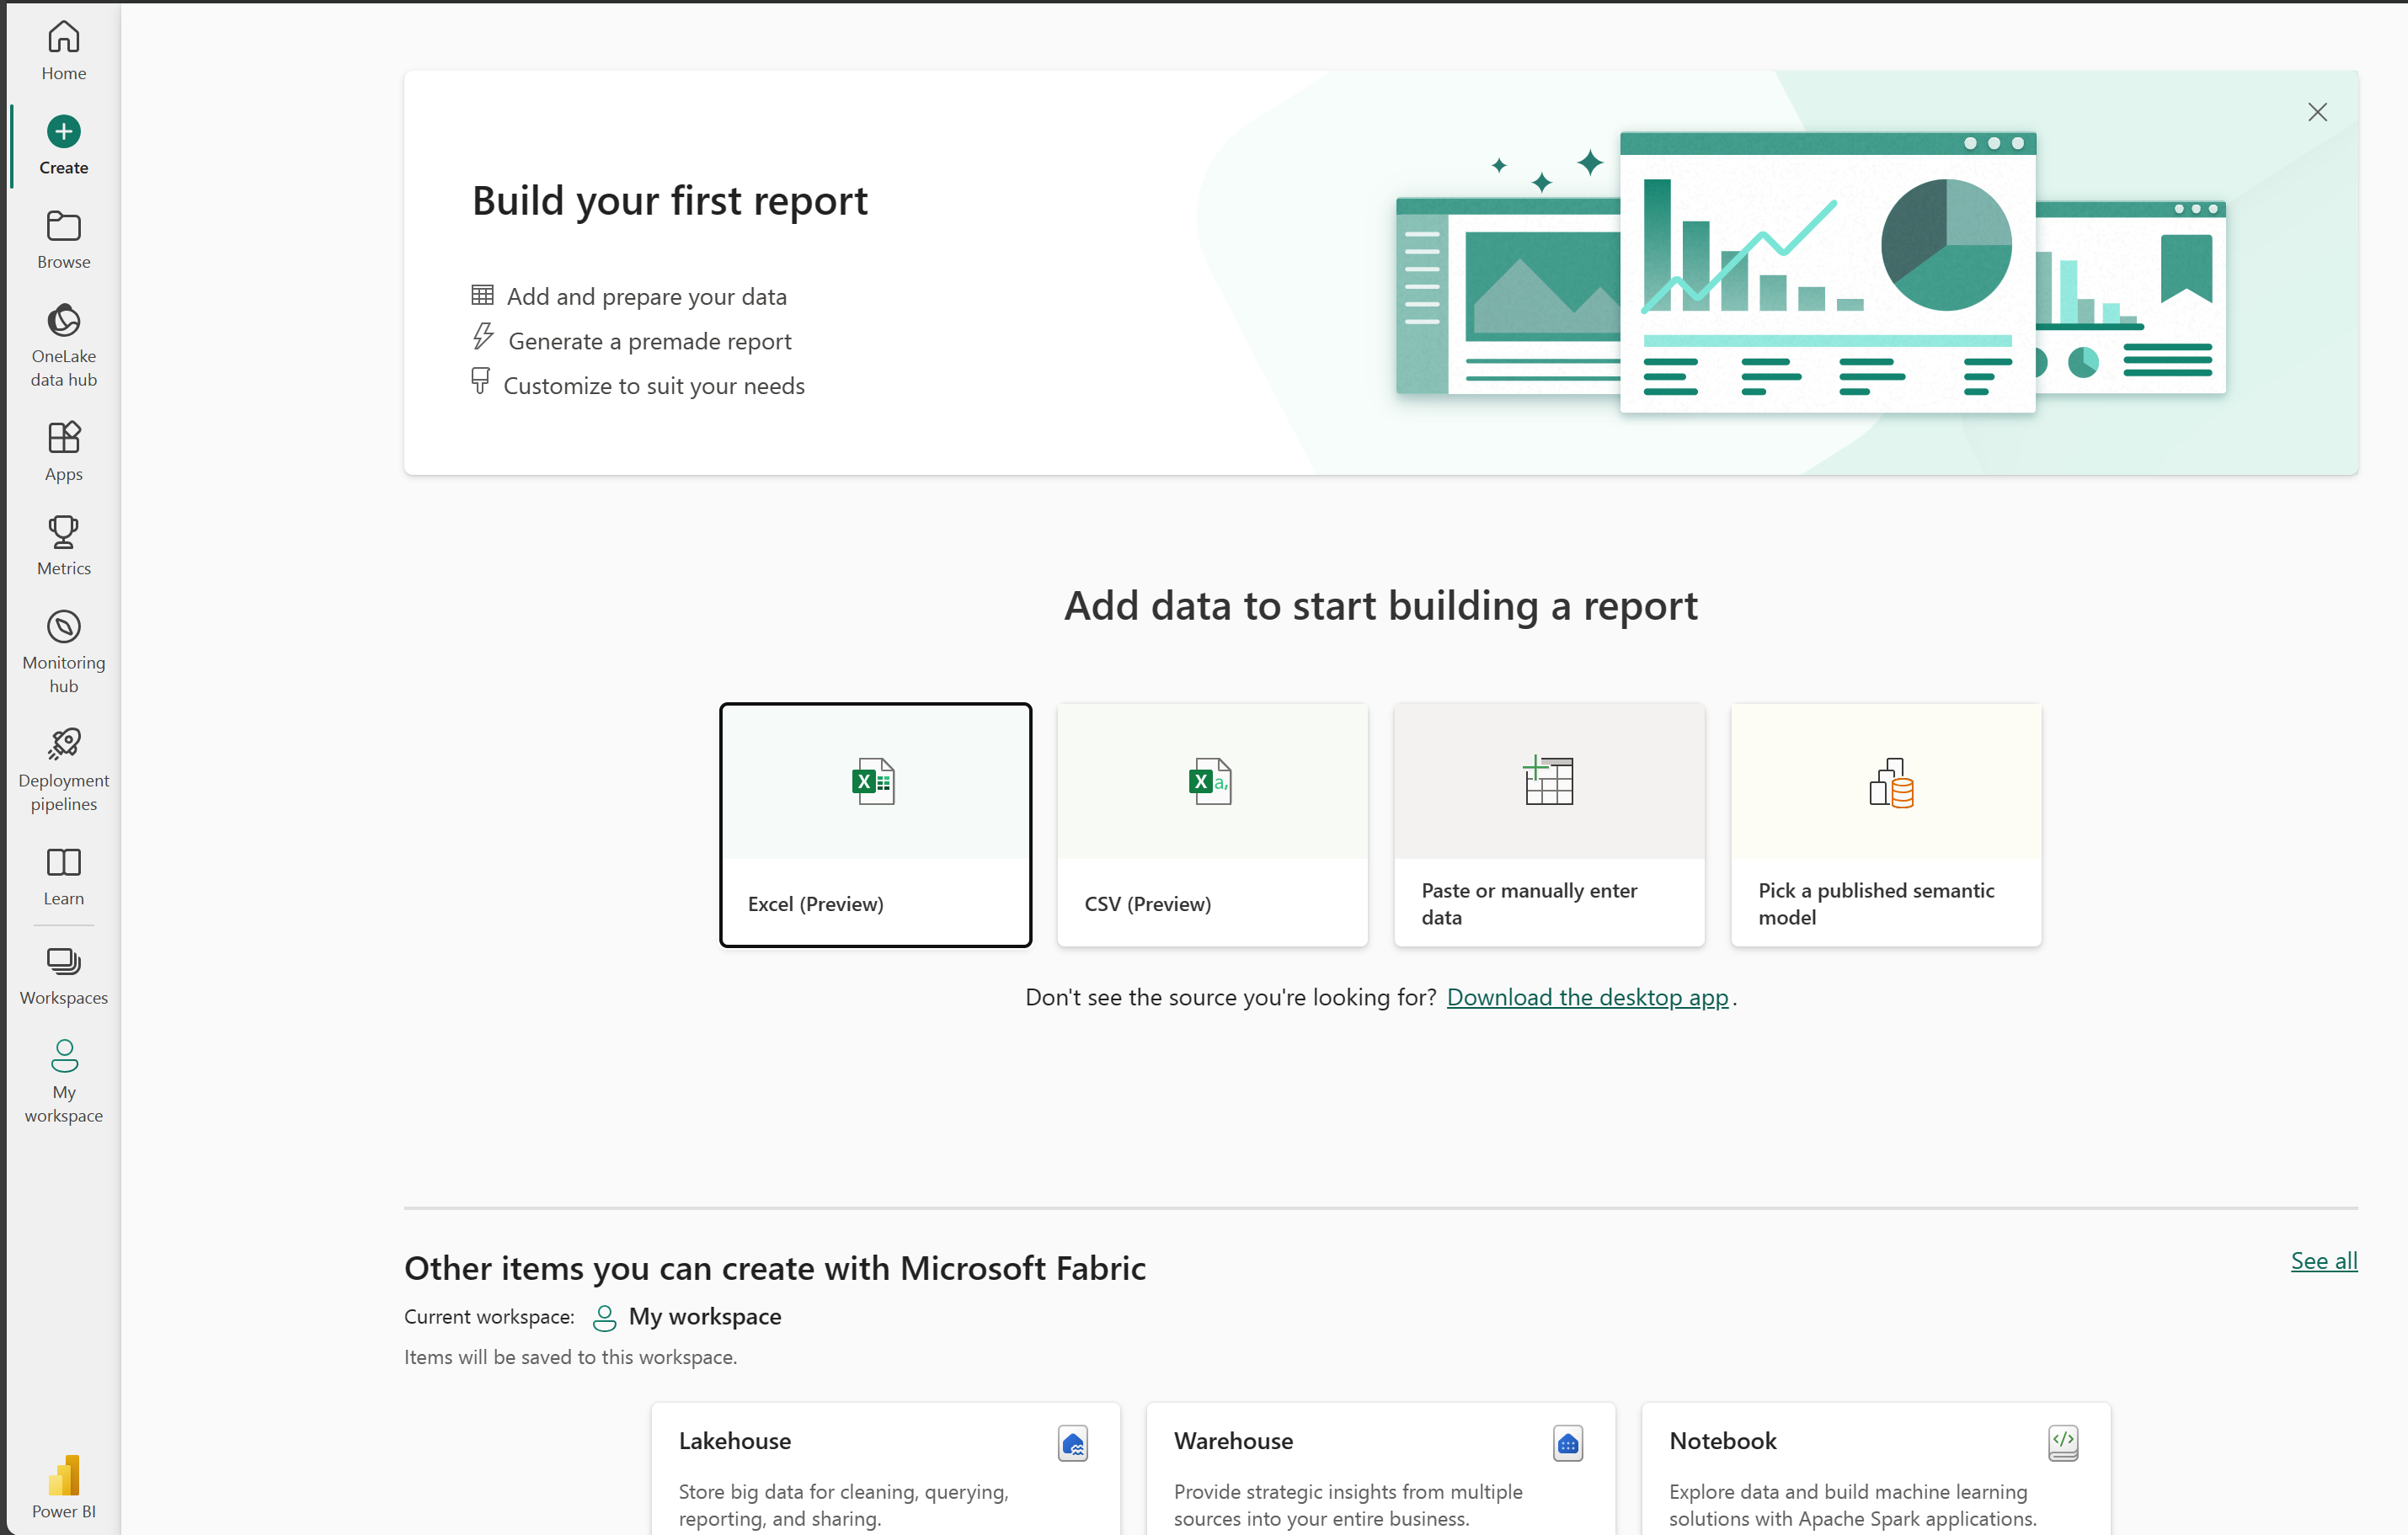 Home
Create
Browse
OneLake
data hub
Apps
Metrics
Monitoring
hub
Deployment
pipelines
Learn
Workspaces
My
workspace
Power BI
Build your first report
Add and prepare your data
Generate a premade report
Customize to suit your needs
Add data to start building a report
Excel (Preview)
CSV (Preview)
Paste or manually enter
data
Pick a published semantic
model
Don't see the source you're looking for? Download the desktop app.
Other items you can create with Microsoft Fabric
See all
Current workspace: My workspace
Items will be saved to this workspace.
Lakehouse
Store big data for cleaning, querying,
reporting, and sharing.
Warehouse
Provide strategic insights from multiple
sources into your entire business.
Notebook
Explore data and build machine learning
solutions with Apache Spark applications.